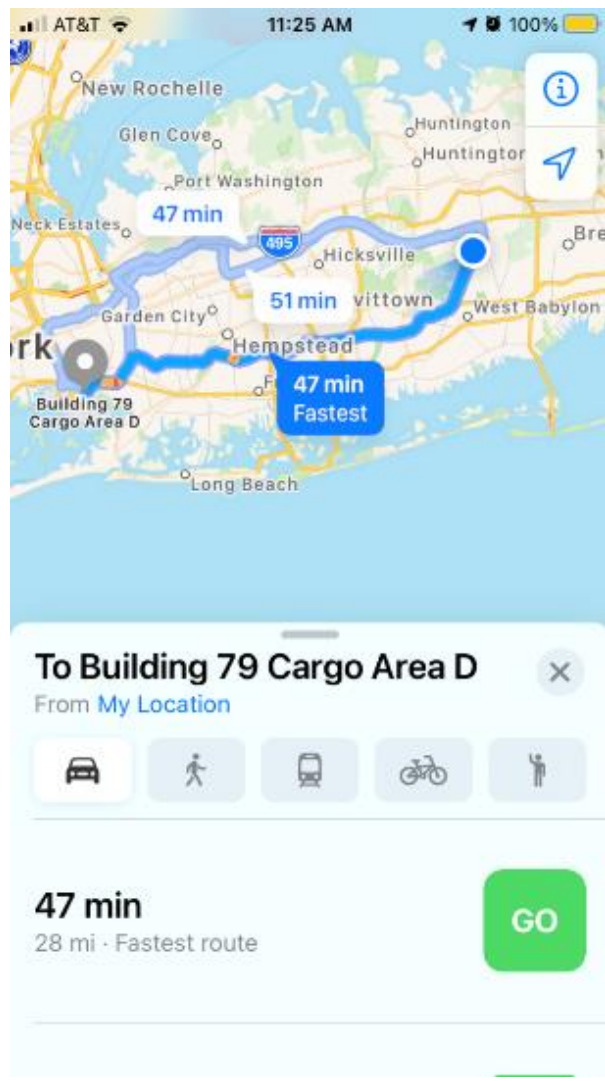 AT&T 11:25 AM 100%
New Rochelle
Glen Cove
Huntington
Huntington
Port Washington
Neck Estates
47 min
495
Hicksville
Bre
51 min
vittown
West Babylon
Garden City
rk
Hempstead
F
47 min
Fastest
Building 79
Cargo Area D
Long Beach
To Building 79 Cargo Area D
From My Location
47 min
GO
28 mi · Fastest route